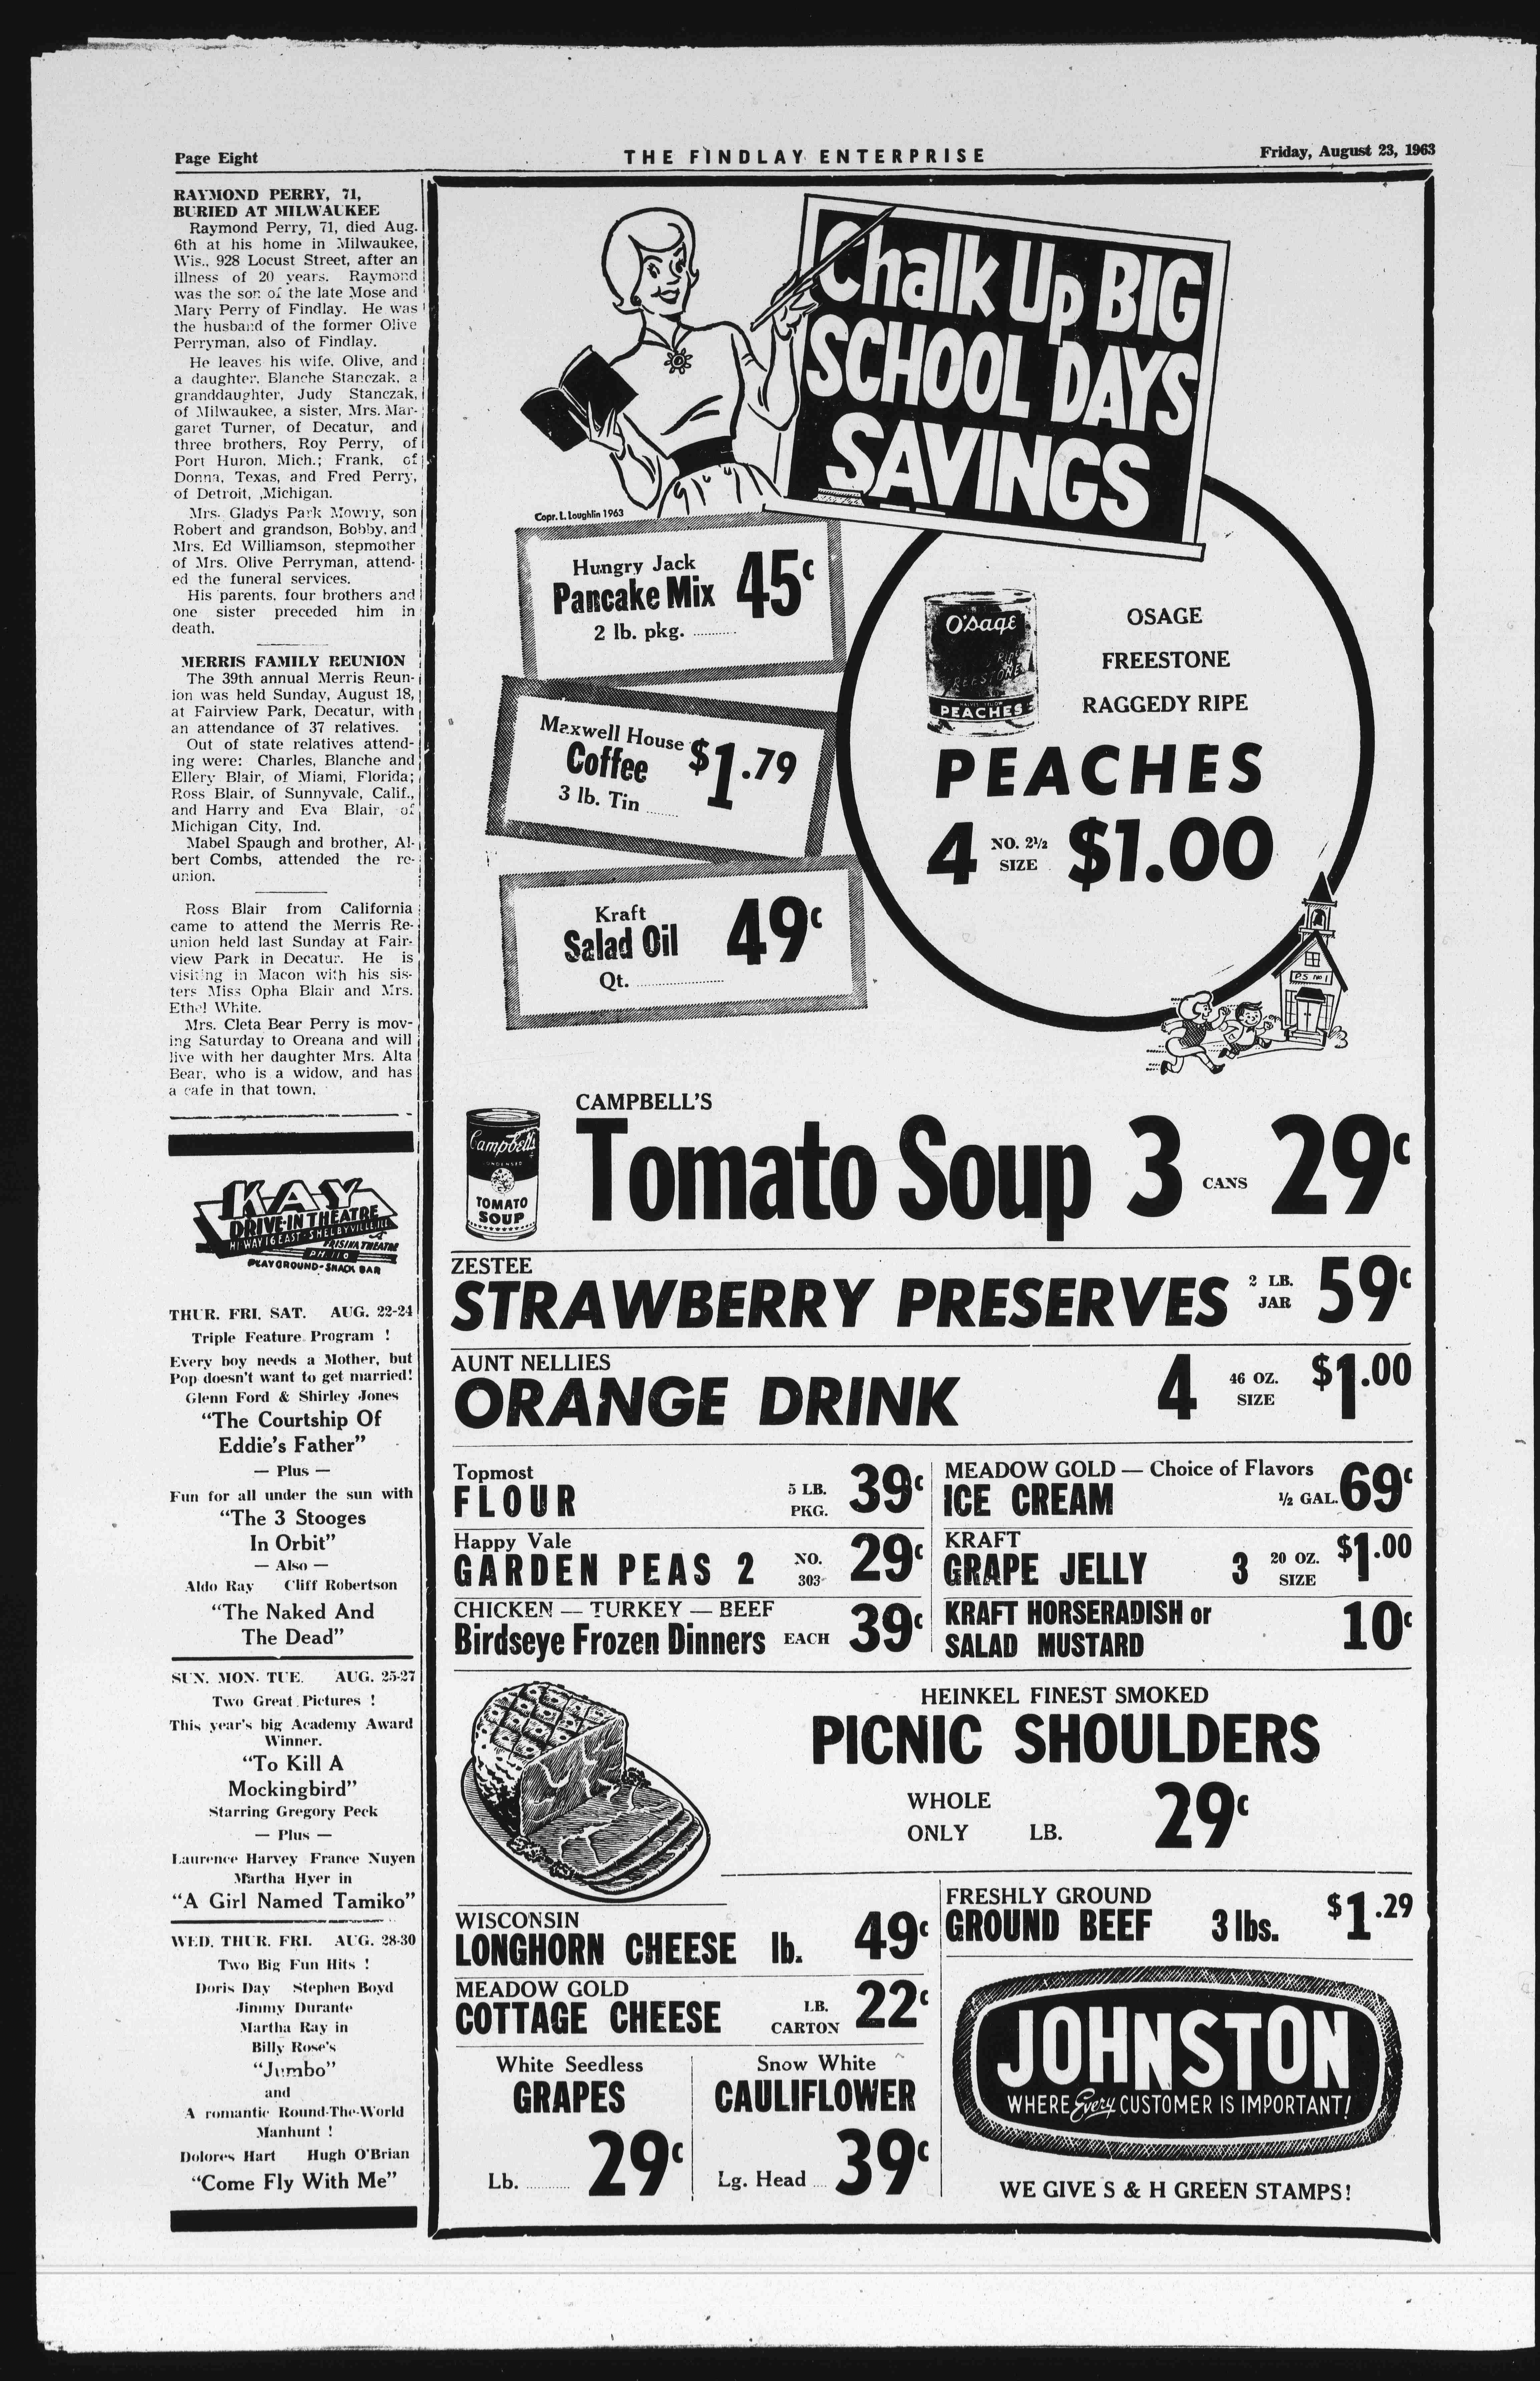 Page Eight
THE FINDLAY ENTERPRISE
Friday, August 23, 1963
RAYMOND PERRY, 71,
BURIED AT MILWAUKEE
Raymond Perry, 71, died Aug.
6th at his home in Milwaukee,
Wis., 928 Locust Street, after an
illness of 20 years. Raymond
was the son of the late Mose and
Mary Perry of Findlay. He was
the husband of the former Olive
Perryman, also of Findlay.
He leaves his wife, Olive, and
a daughter, Blanche Stanczak, a
granddaughter, Judy Stanczak,
of Milwaukee, a sister, Mrs. Mar-
garet Turner, of Decatur, and
three brothers, Roy Perry, of
Port Huron, Mich.; Frank, of
Donna, Texas, and Fred Perry,
of Detroit, ,Michigan.
Mrs. Gladys Park Mowry, son
Robert and grandson, Bobby, and
Mrs. Ed Williamson, stepmother
of Mrs. Olive Perryman, attend-
ed the funeral services.
His parents, four brothers and
one sister preceded him in
death.
MERRIS FAMILY REUNION
The 39th annual Merris Reun-
ion was held Sunday, August 18,
at Fairview Park, Decatur, with
an attendance of 37 relatives.
Out of state relatives attend-
ing were: Charles, Blanche and
Ellery Blair, of Miami, Florida;
Ross Blair, of Sunnyvale, Calif.,
and Harry and Eva Blair, of
Michigan City, Ind.
Mabel Spaugh and brother, Al-
bert Combs, attended the re-
union.
Ross Blair from California
came to attend the Merris Re-
union held last Sunday at Fair-
view Park in Decatur. He is
visiting in Macon with his sis-
ters Miss Opha Blair and Mrs.
Ethel White.
Mrs. Cleta Bear Perry is mov-
ing Saturday to Oreana and will
live with her daughter Mrs. Alta
Bear, who is a widow, and has
a cafe in that town.
KAY
DRIVE-IN THEATRE
HI-WAY 16 EAST - SHELBYVILLE, ILL
FRISINA THEATRE
PH. 110
PLAYGROUND - SNACK BAR
THUR. FRI. SAT. AUG. 22-24
Triple Feature Program !
Every boy needs a Mother, but
Pop doesn't want to get married!
Glenn Ford & Shirley Jones
"The Courtship Of
Eddie's Father"
— Plus —
Fun for all under the sun with
"The 3 Stooges
In Orbit"
— Also —
Aldo Ray Cliff Robertson
"The Naked And
The Dead"
SUN. MON. TUE. AUG. 25-27
Two Great Pictures !
This year's big Academy Award
Winner.
"To Kill A
Mockingbird"
Starring Gregory Peck
— Plus —
Laurence Harvey France Nuyen
Martha Hyer in
"A Girl Named Tamiko"
WED. THUR. FRI. AUG. 28-30
Two Big Fun Hits !
Doris Day Stephen Boyd
Jimmy Durante
Martha Ray in
Billy Rose's
"Jumbo"
and
A romantic Round-The-World
Manhunt !
Dolores Hart Hugh O'Brian
"Come Fly With Me"
Chalk Up BIG
SCHOOL DAYS
SAVINGS
Copr. L. Loughlin 1963
Hungry Jack
Pancake Mix 45c
2 lb. pkg. ..........
Maxwell House
Coffee $1.79
3 lb. Tin ........
Kraft
Salad Oil 49c
Qt. ......................
O'sage
FREESTONE
PEACHES
OSAGE
FREESTONE
RAGGEDY RIPE
PEACHES
4 NO. 2½ SIZE $1.00
P.S. No 1
CAMPBELL'S
Campbell's
CONDENSED
TOMATO
SOUP
Tomato Soup 3 CANS 29c
ZESTEE
STRAWBERRY PRESERVES 2 LB. JAR 59c
AUNT NELLIES
ORANGE DRINK 4 46 OZ. SIZE $1.00
Topmost
FLOUR 5 LB. PKG. 39c
MEADOW GOLD — Choice of Flavors
ICE CREAM ½ GAL. 69c
Happy Vale
GARDEN PEAS 2 NO. 303 29c
KRAFT
GRAPE JELLY 3 20 OZ. SIZE $1.00
CHICKEN — TURKEY — BEEF
Birdseye Frozen Dinners EACH 39c
KRAFT HORSERADISH or
SALAD MUSTARD 10c
HEINKEL FINEST SMOKED
PICNIC SHOULDERS
WHOLE
ONLY LB. 29c
WISCONSIN
LONGHORN CHEESE lb. 49c
FRESHLY GROUND
GROUND BEEF 3 lbs. $1.29
MEADOW GOLD
COTTAGE CHEESE LB. CARTON 22c
White Seedless
GRAPES
Lb. .......... 29c
Snow White
CAULIFLOWER
Lg. Head .... 39c
JOHNSTON
WHERE Every CUSTOMER IS IMPORTANT!
WE GIVE S & H GREEN STAMPS!